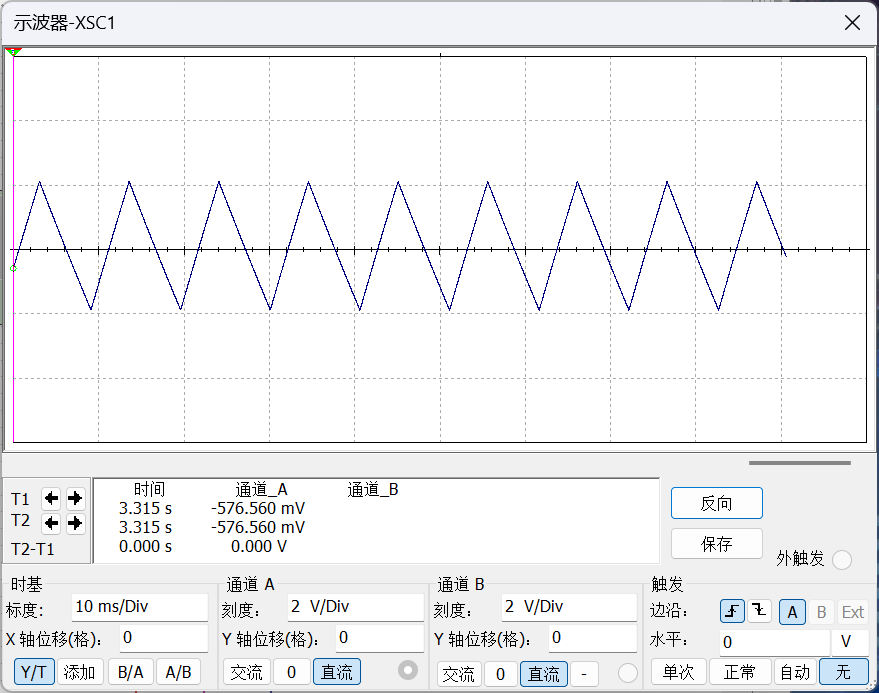 示波器-XSC1
时间 通道_A 通道_B
T1 3.315 s -576.560 mV
T2 3.315 s -576.560 mV
T2-T1 0.000 s 0.000 V
反向
保存
外触发
时基
标度： 10 ms/Div
X 轴位移(格)： 0
Y/T 添加 B/A A/B
通道 A
刻度： 2 V/Div
Y 轴位移(格)： 0
交流 0 直流
通道 B
刻度： 2 V/Div
Y 轴位移(格)： 0
交流 0 直流 -
触发
边沿： A B Ext
水平： 0 V
单次 正常 自动 无